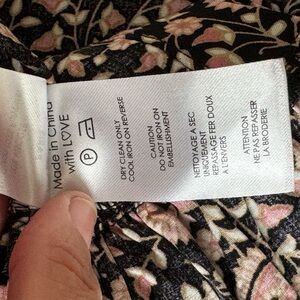 Made in China
with LOVE
P
DRY CLEAN ONLY
COOL IRON ON REVERSE
CAUTION
DO NOT IRON ON
EMBELLISHMENT
NETTOYAGE A SEC
UNIQUEMENT
REPASSAGE FER DOUX
A L'ENVERS
ATTENTION
NE PAS REPASSER
LA BRODERIE